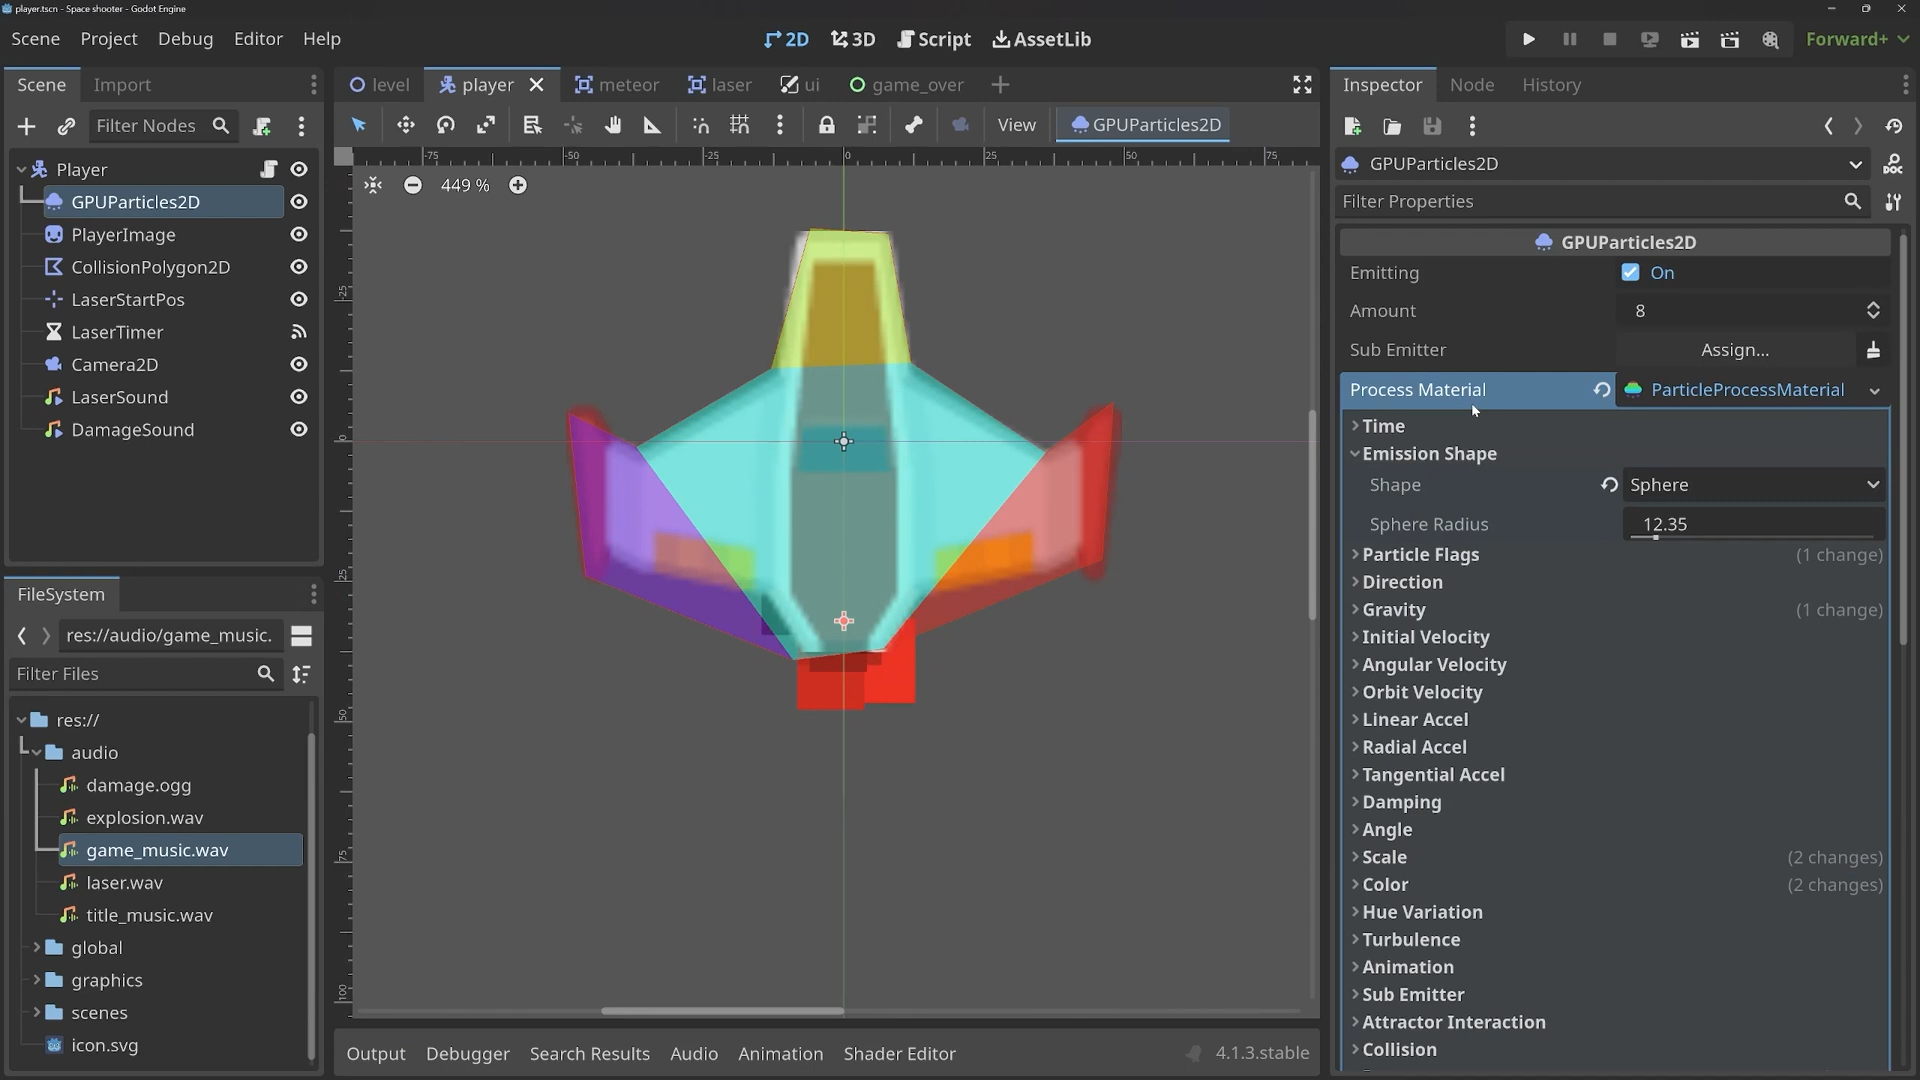 player.tscn - Space shooter - Godot Engine
Scene Project Debug Editor Help
2D 3D Script AssetLib
Forward+
Scene Import
level player meteor laser ui game_over
Inspector Node History
Filter Nodes
View GPUParticles2D
-75 -50 -25 0 25 50 75
449 %
Player
GPUParticles2D
PlayerImage
CollisionPolygon2D
LaserStartPos
LaserTimer
Camera2D
LaserSound
DamageSound
-25
0
25
50
75
100
FileSystem
res://audio/game_music.
Filter Files
res://
audio
damage.ogg
explosion.wav
game_music.wav
laser.wav
title_music.wav
global
graphics
scenes
icon.svg
Output Debugger Search Results Audio Animation Shader Editor
4.1.3.stable
GPUParticles2D
DOC
Filter Properties
GPUParticles2D
Emitting On
Amount 8
Sub Emitter Assign...
Process Material ParticleProcessMaterial
Time
Emission Shape
Shape Sphere
Sphere Radius 12.35
Particle Flags (1 change)
Direction
Gravity (1 change)
Initial Velocity
Angular Velocity
Orbit Velocity
Linear Accel
Radial Accel
Tangential Accel
Damping
Angle
Scale (2 changes)
Color (2 changes)
Hue Variation
Turbulence
Animation
Sub Emitter
Attractor Interaction
Collision